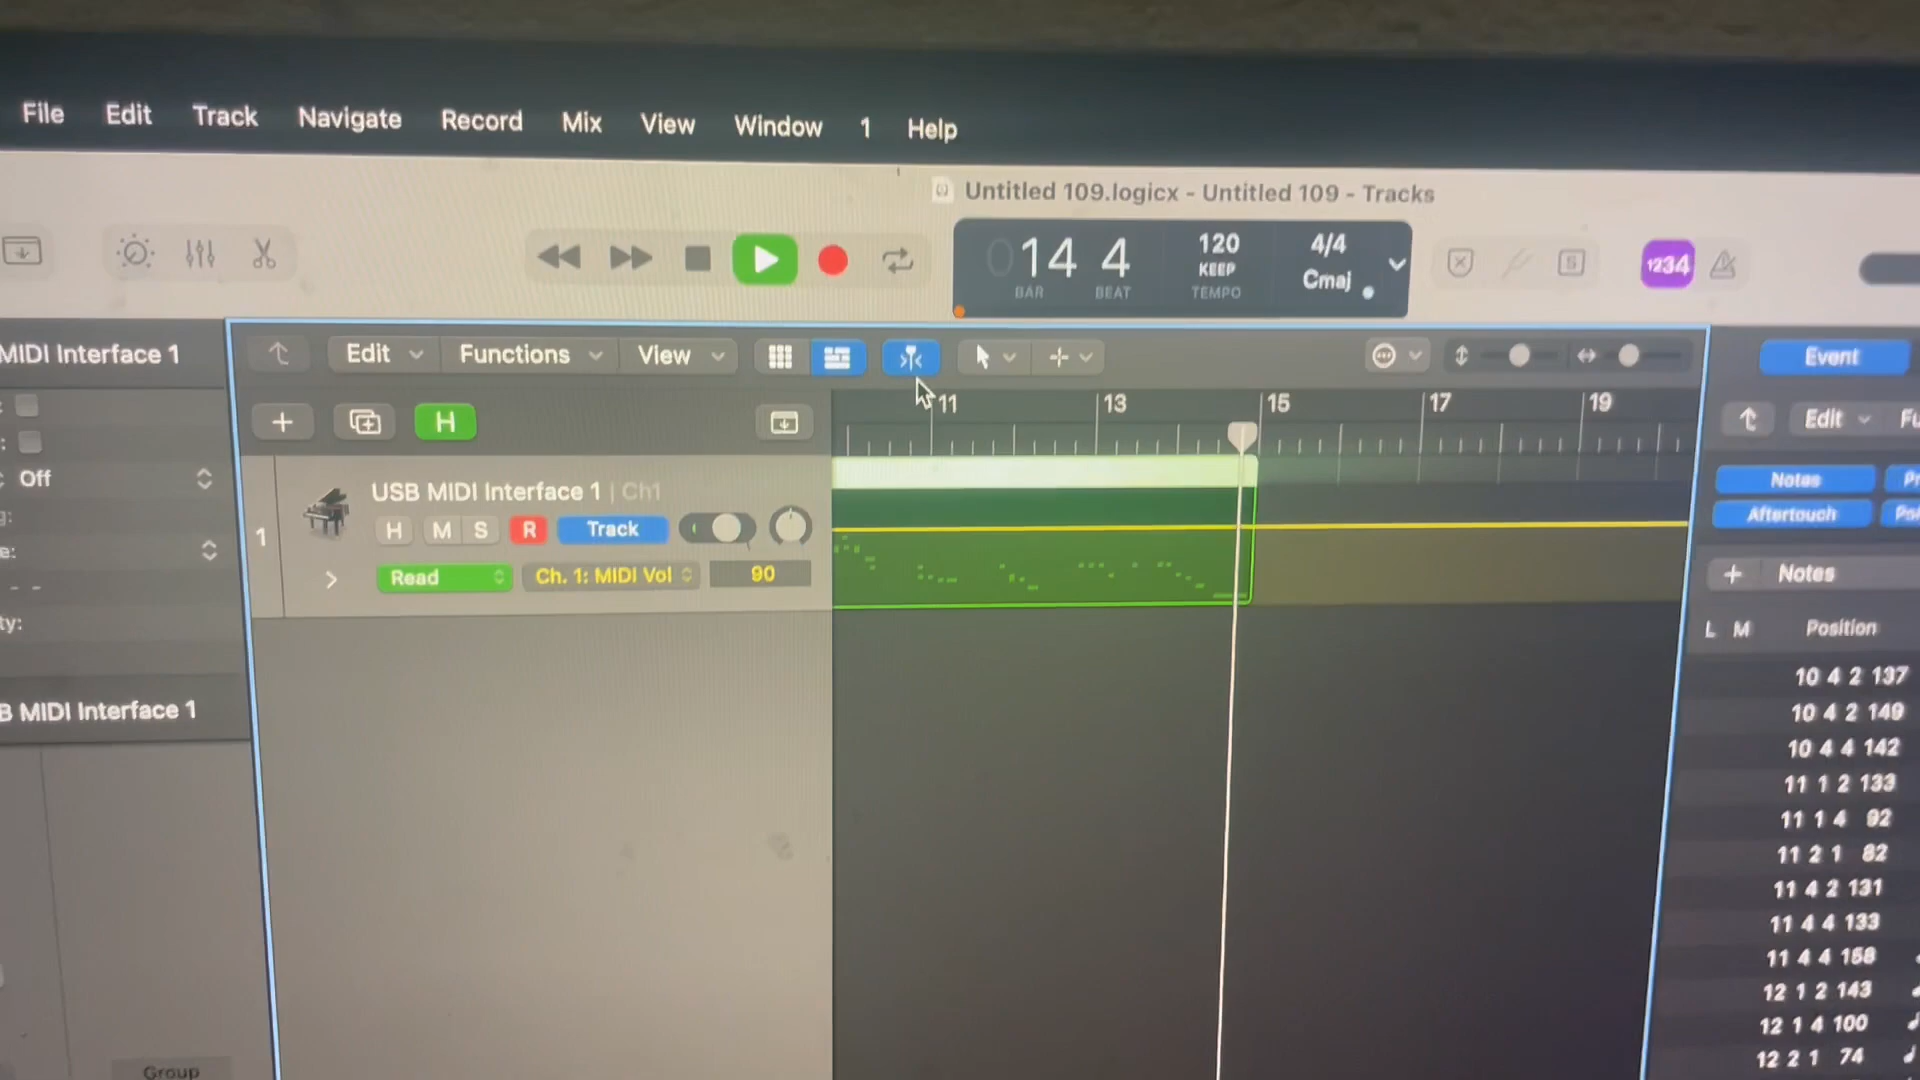 File Edit Track Navigate Record Mix View Window 1 Help
Untitled 109.logicx - Untitled 109 - Tracks
14 4 120 4/4
KEEP Cmaj
BAR BEAT TEMPO
1234
MIDI Interface 1
Edit Functions View
Event
11 13 15 17 19
H
Edit
Off
USB MIDI Interface 1 | Ch1
H M S R Track
1
Read Ch. 1: MIDI Vol 90
Notes
Aftertouch
+ Notes
L M Position
ty:
B MIDI Interface 1
10 4 2 137
10 4 2 149
10 4 4 142
11 1 2 133
11 1 4 92
11 2 1 82
11 4 2 131
11 4 4 133
11 4 4 158
12 1 2 143
12 1 4 100
12 2 1 74
Group